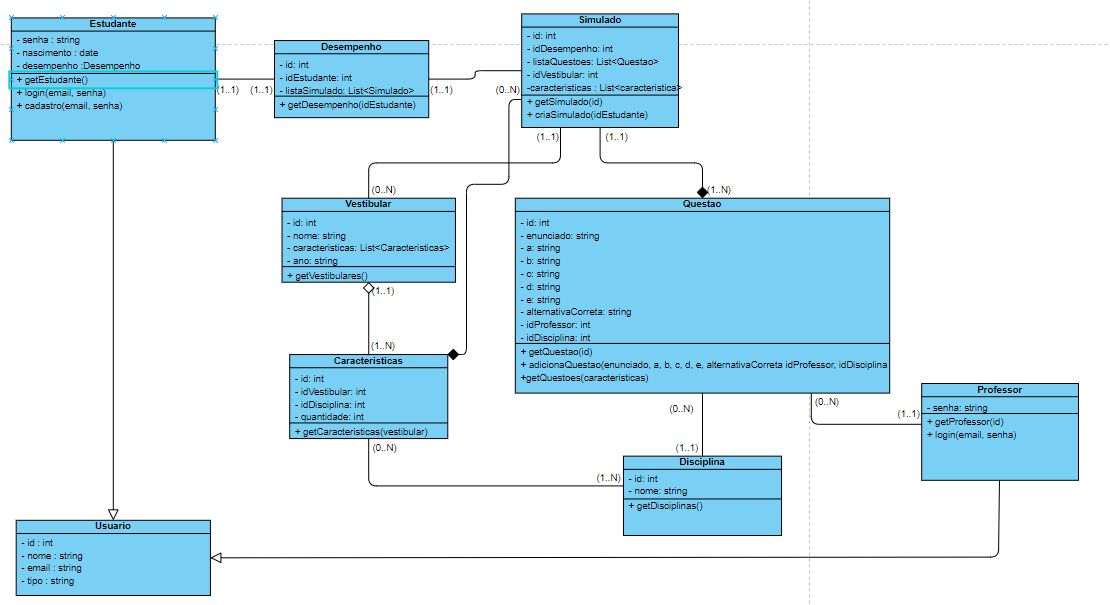 Estudante
- senha : string
- nascimento : date
- desempenho :Desempenho
+ getEstudante()
+ login(email, senha)
+ cadastro(email, senha)
(1..1)
(1..1)
Desempenho
- id: int
- idEstudante: int
- listaSimulado: List<Simulado>
+ getDesempenho(idEstudante)
(1..1)
(0..N)
Simulado
- id: int
- idDesempenho: int
- listaQuestoes: List<Questao>
- idVestibular: int
-caracteristicas : List<caracteristica>
+ getSimulado(id)
+ criaSimulado(idEstudante)
(1..1)
(1..1)
(0..N)
(1..N)
Vestibular
- id: int
- nome: string
- caracteristicas: List<Caracteristicas>
- ano: string
+ getVestibulares()
(1..1)
(1..N)
Questao
- id: int
- enunciado: string
- a: string
- b: string
- c: string
- d: string
- e: string
- alternativaCorreta: string
- idProfessor: int
- idDisciplina: int
+ getQuestao(id)
+ adicionaQuestao(enunciado, a, b, c, d, e, alternativaCorreta idProfessor, idDisciplina
+getQuestoes(caracteristicas)
(0..N)
(0..N)
(1..1)
(1..1)
Caracteristicas
- id: int
- idVestibular: int
- idDisciplina: int
- quantidade: int
+ getCaracteristicas(vestibular)
(0..N)
(1..N)
Professor
- senha: string
+ getProfessor(id)
+ login(email, senha)
Disciplina
- id: int
- nome: string
+ getDisciplinas()
Usuario
- id : int
- nome : string
- email : string
- tipo : string